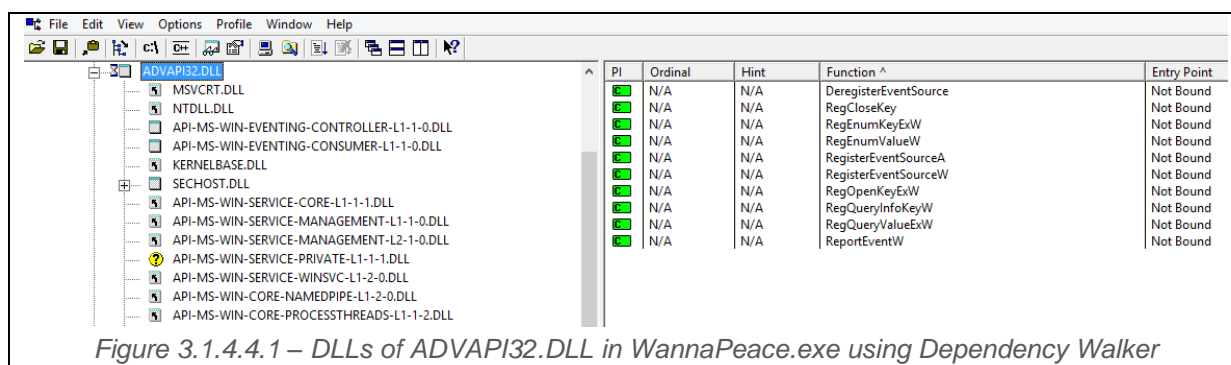 File Edit View Options Profile Window Help
C:\ C++
ADVAPI32.DLL
MSVCRT.DLL
NTDLL.DLL
API-MS-WIN-EVENTING-CONTROLLER-L1-1-0.DLL
API-MS-WIN-EVENTING-CONSUMER-L1-1-0.DLL
KERNELBASE.DLL
SECHOST.DLL
API-MS-WIN-SERVICE-CORE-L1-1-1.DLL
API-MS-WIN-SERVICE-MANAGEMENT-L1-1-0.DLL
API-MS-WIN-SERVICE-MANAGEMENT-L2-1-0.DLL
API-MS-WIN-SERVICE-PRIVATE-L1-1-1.DLL
API-MS-WIN-SERVICE-WINSVC-L1-2-0.DLL
API-MS-WIN-CORE-NAMEDPIPE-L1-2-0.DLL
API-MS-WIN-CORE-PROCESSTHREADS-L1-1-2.DLL
PI Ordinal Hint Function ^ Entry Point
C N/A N/A DeregisterEventSource Not Bound
C N/A N/A RegCloseKey Not Bound
C N/A N/A RegEnumKeyExW Not Bound
C N/A N/A RegEnumValueW Not Bound
C N/A N/A RegisterEventSourceA Not Bound
C N/A N/A RegisterEventSourceW Not Bound
C N/A N/A RegOpenKeyExW Not Bound
C N/A N/A RegQueryInfoKeyW Not Bound
C N/A N/A RegQueryValueExW Not Bound
C N/A N/A ReportEventW Not Bound
Figure 3.1.4.4.1 – DLLs of ADVAPI32.DLL in WannaPeace.exe using Dependency Walker